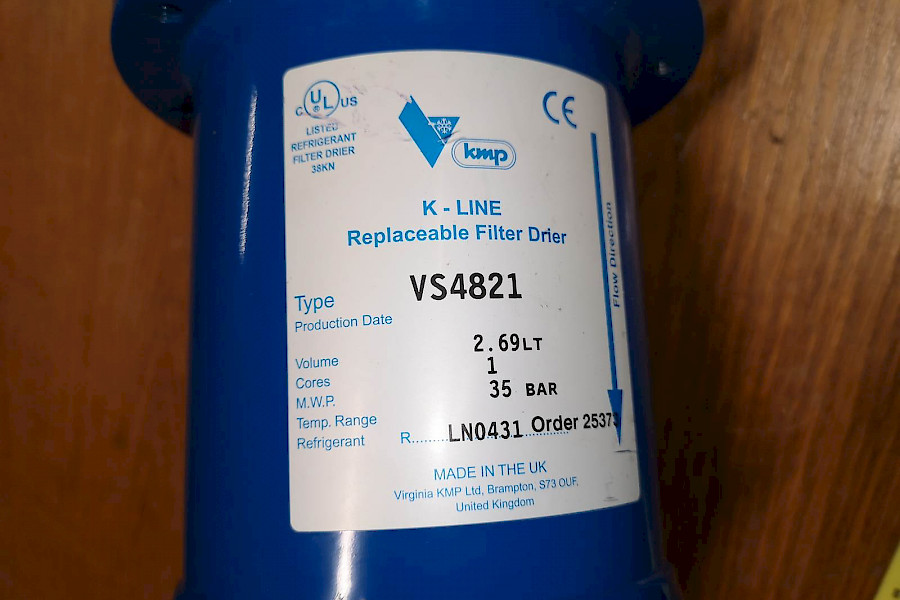 C UL US
®
LISTED
REFRIGERANT
FILTER DRIER
38KN
kmp
CE
K - LINE
Replaceable Filter Drier
Flow Direction
Type VS4821
Production Date
Volume 2.69LT
Cores 1
M.W.P. 35 BAR
Temp. Range
Refrigerant R......... LN0431 Order 25373
MADE IN THE UK
Virginia KMP Ltd, Brampton, S73 OUF,
United Kingdom